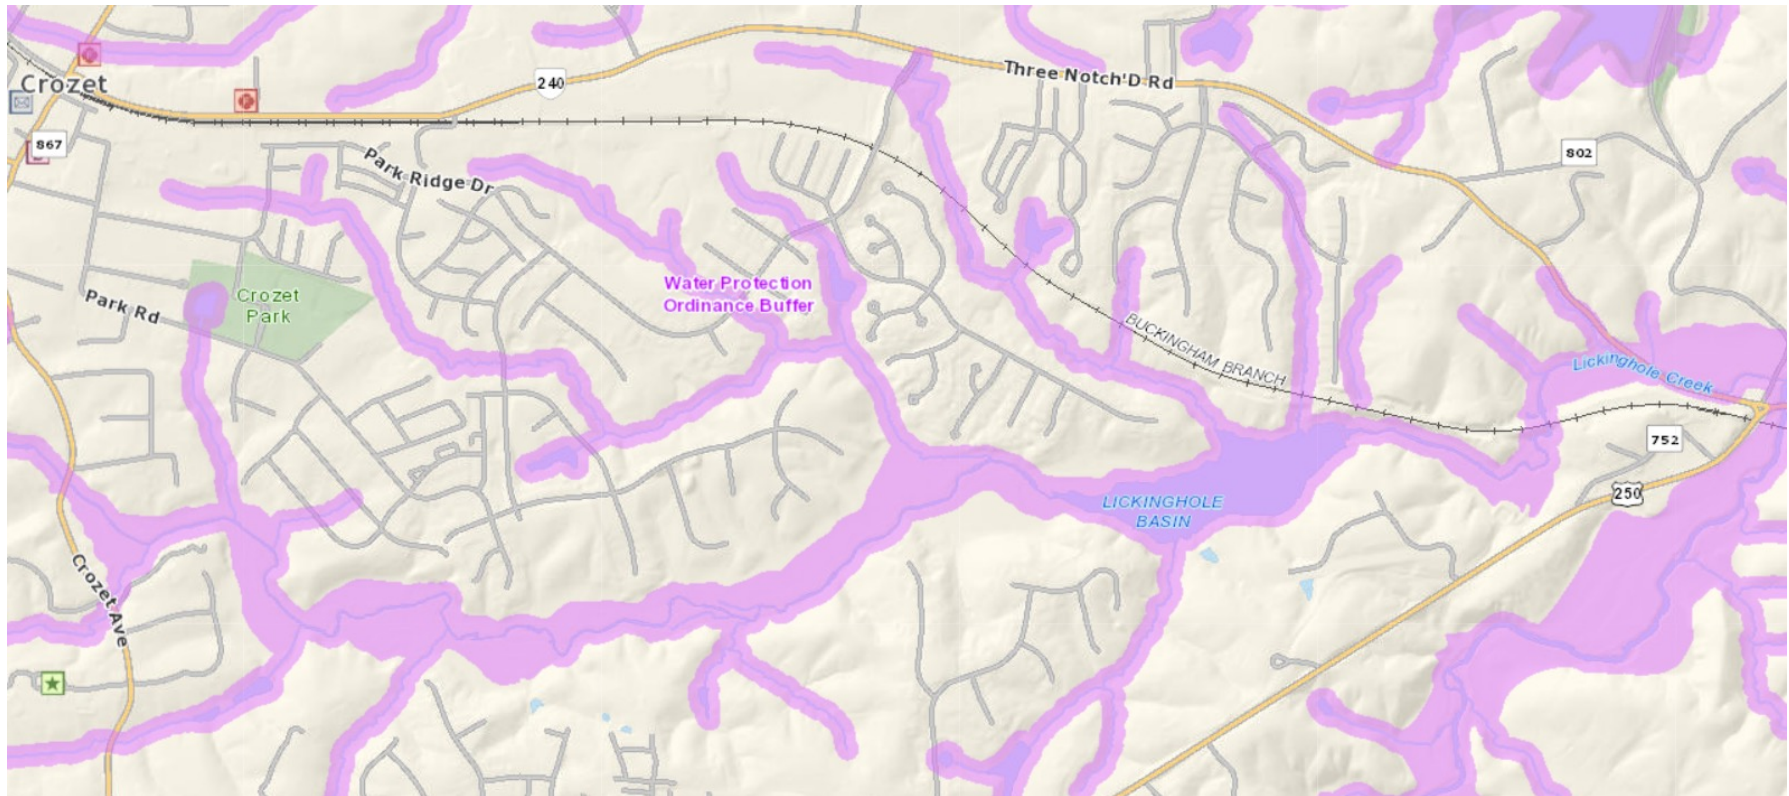 Crozet
240
Three Notch'D Rd
867
802
Park Ridge Dr
Water Protection
Ordinance Buffer
Crozet
Park
Park Rd
BUCKINGHAM BRANCH
Lickinghole Creek
752
250
LICKINGHOLE
BASIN
Crozet Ave